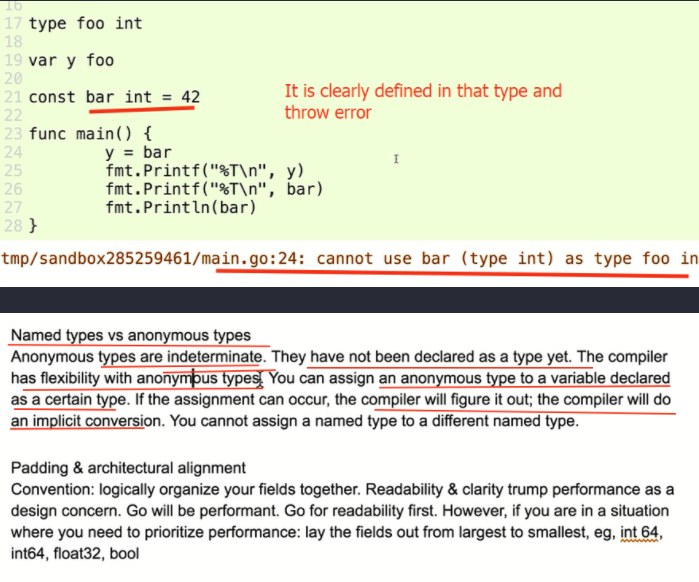 16
17 type foo int
18
19 var y foo
20
21 const bar int = 42
It is clearly defined in that type and
throw error
22
23 func main() {
24 y = bar
25 fmt.Printf("%T\n", y)
26 fmt.Printf("%T\n", bar)
27 fmt.Println(bar)
28 }
tmp/sandbox285259461/main.go:24: cannot use bar (type int) as type foo in
Named types vs anonymous types
Anonymous types are indeterminate. They have not been declared as a type yet. The compiler
has flexibility with anonymous types. You can assign an anonymous type to a variable declared
as a certain type. If the assignment can occur, the compiler will figure it out; the compiler will do
an implicit conversion. You cannot assign a named type to a different named type.
Padding & architectural alignment
Convention: logically organize your fields together. Readability & clarity trump performance as a
design concern. Go will be performant. Go for readability first. However, if you are in a situation
where you need to prioritize performance: lay the fields out from largest to smallest, eg, int 64,
int64, float32, bool